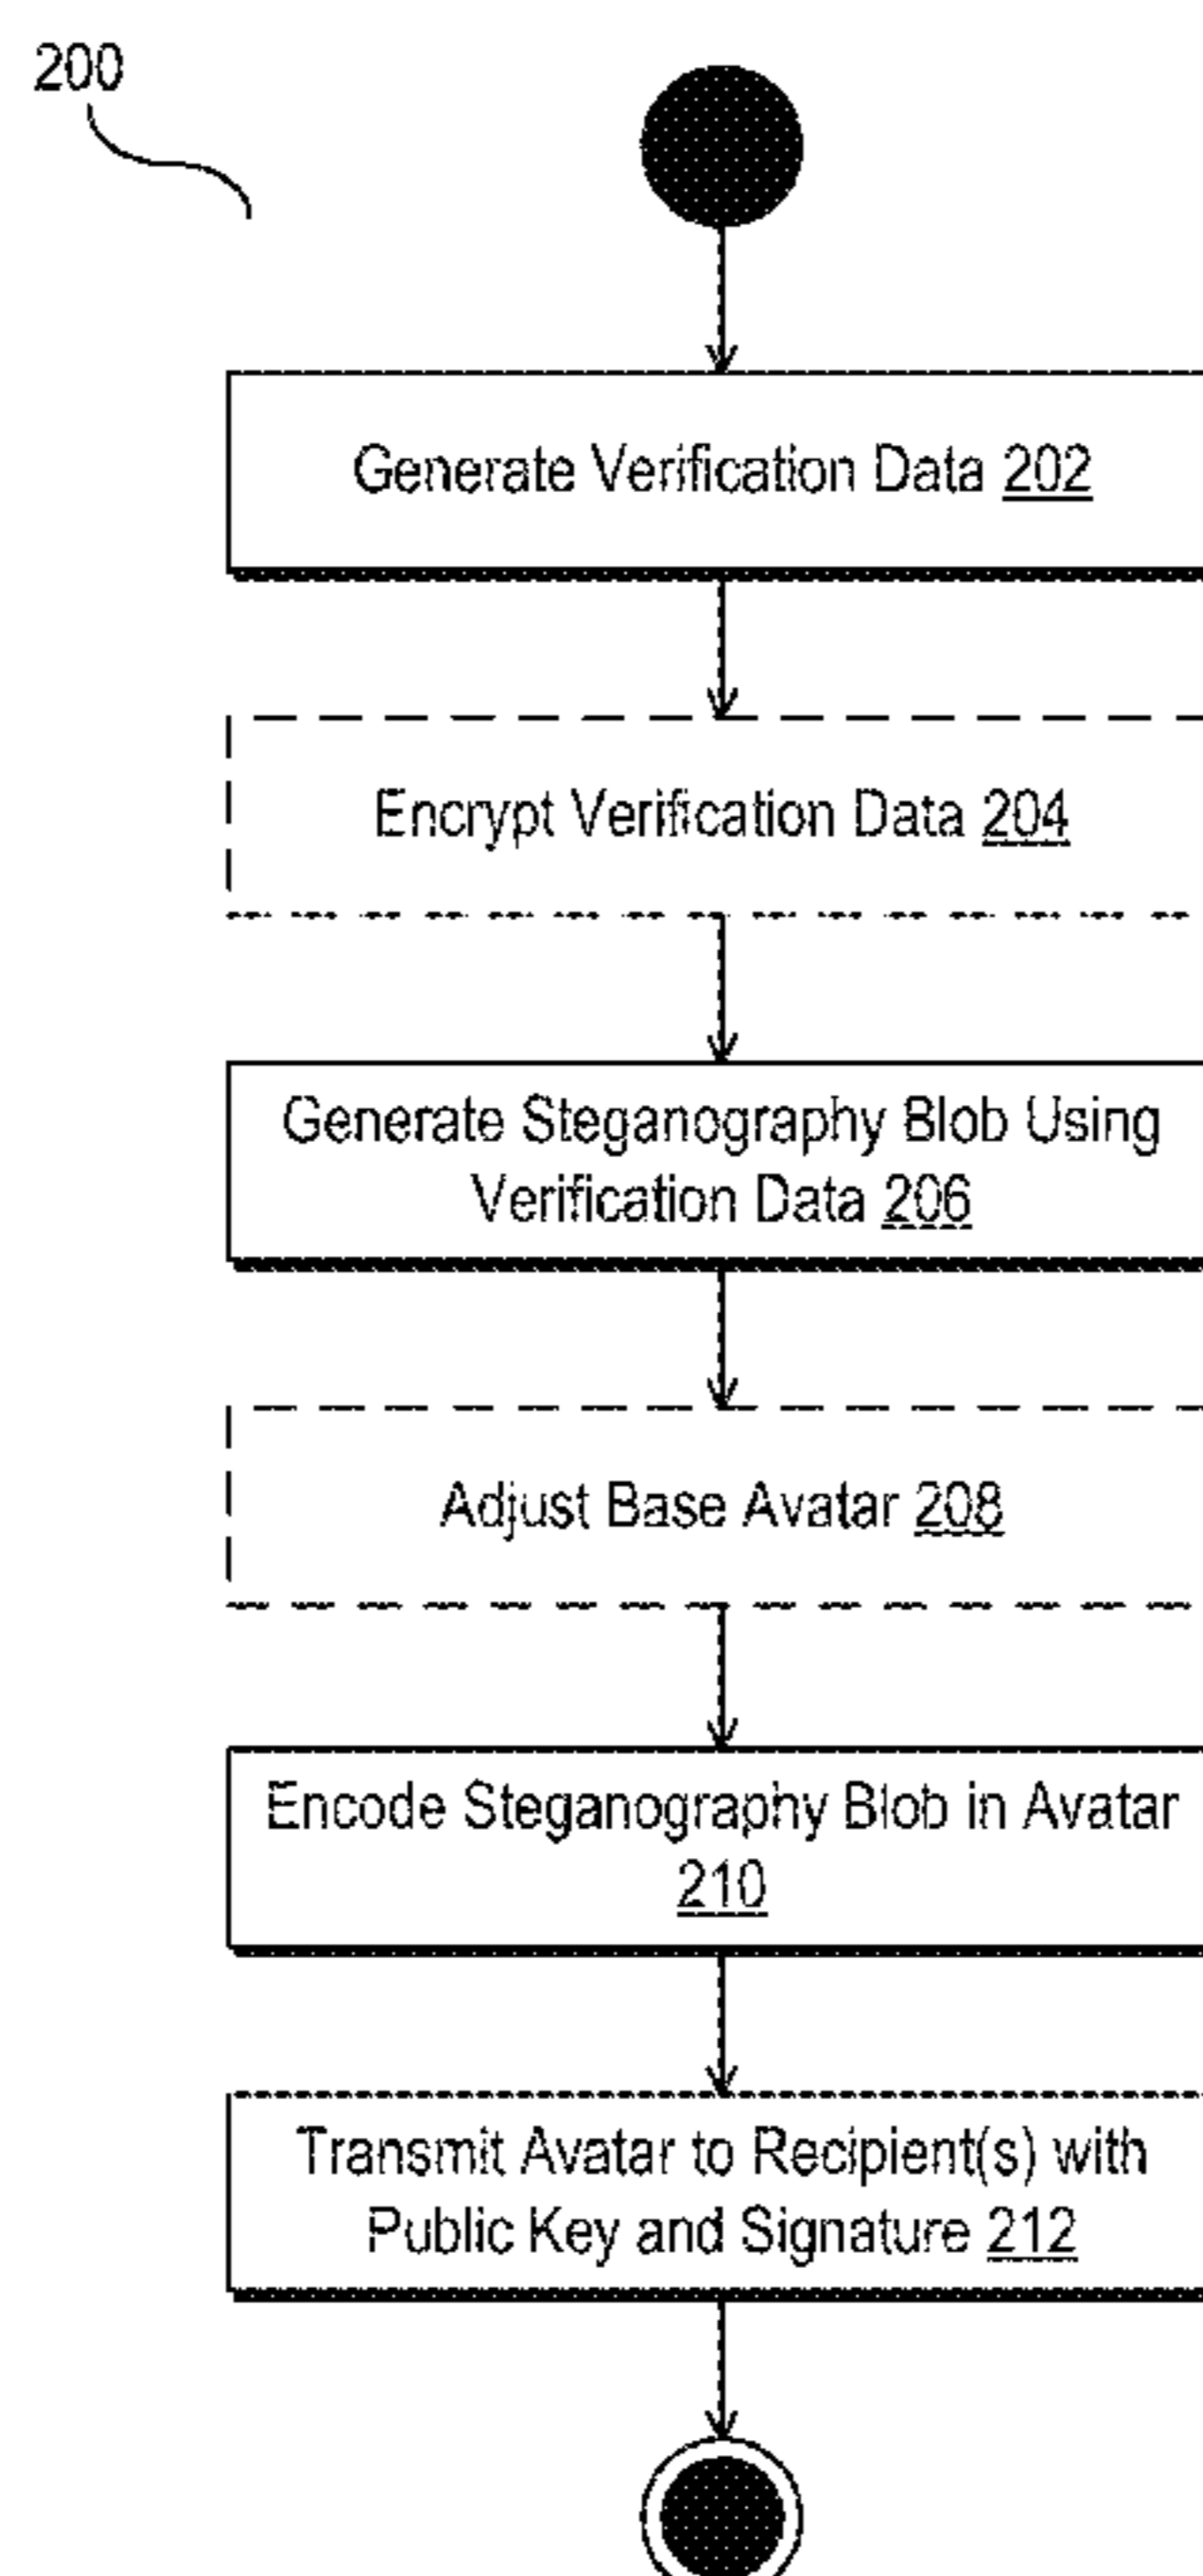 200
Generate Verification Data 202
Encrypt Verification Data 204
Generate Steganography Blob Using
Verification Data 206
Adjust Base Avatar 208
Encode Steganography Blob in Avatar
210
Transmit Avatar to Recipient(s) with
Public Key and Signature 212